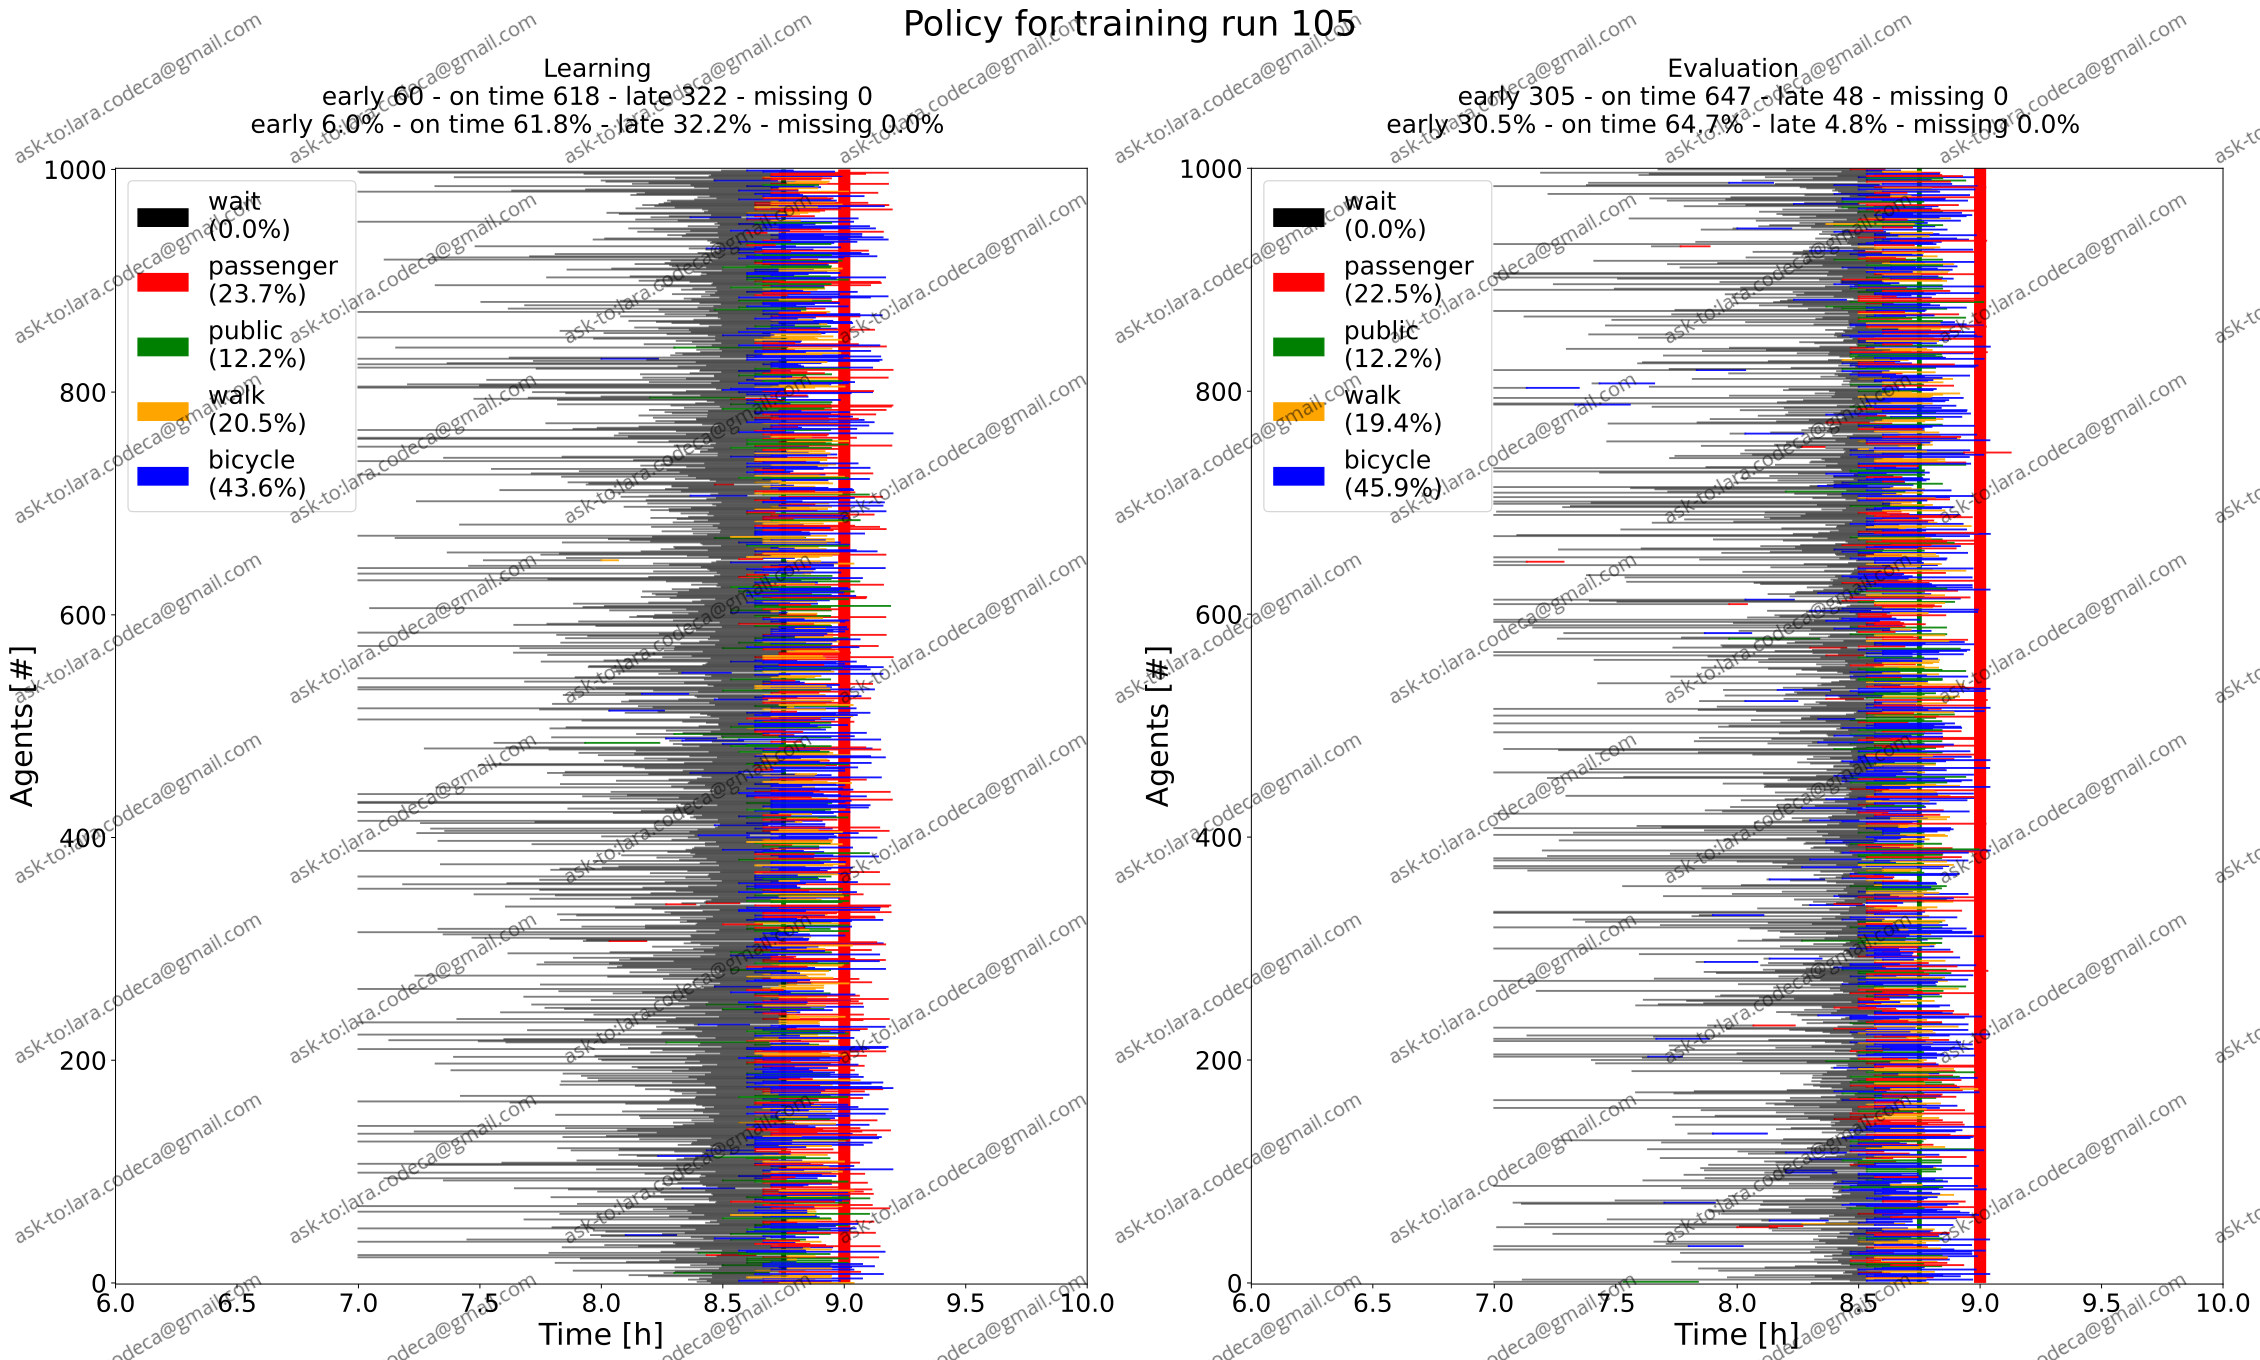 Policy for training run 105
Learning
early 60 - on time 618 - late 322 - missing 0
early 6.0% - on time 61.8% - late 32.2% - missing 0.0%
1000
800
600
400
200
0
Agents [#]
wait
(0.0%)
passenger
(23.7%)
public
(12.2%)
walk
(20.5%)
bicycle
(43.6%)
6.0 6.5 7.0 7.5 8.0 8.5 9.0 9.5 10.0
Time [h]
Evaluation
early 305 - on time 647 - late 48 - missing 0
early 30.5% - on time 64.7% - late 4.8% - missing 0.0%
1000
800
600
400
200
0
Agents [#]
wait
(0.0%)
passenger
(22.5%)
public
(12.2%)
walk
(19.4%)
bicycle
(45.9%)
6.0 6.5 7.0 7.5 8.0 8.5 9.0 9.5 10.0
Time [h]
ask-to:lara.codeca@gmail.com